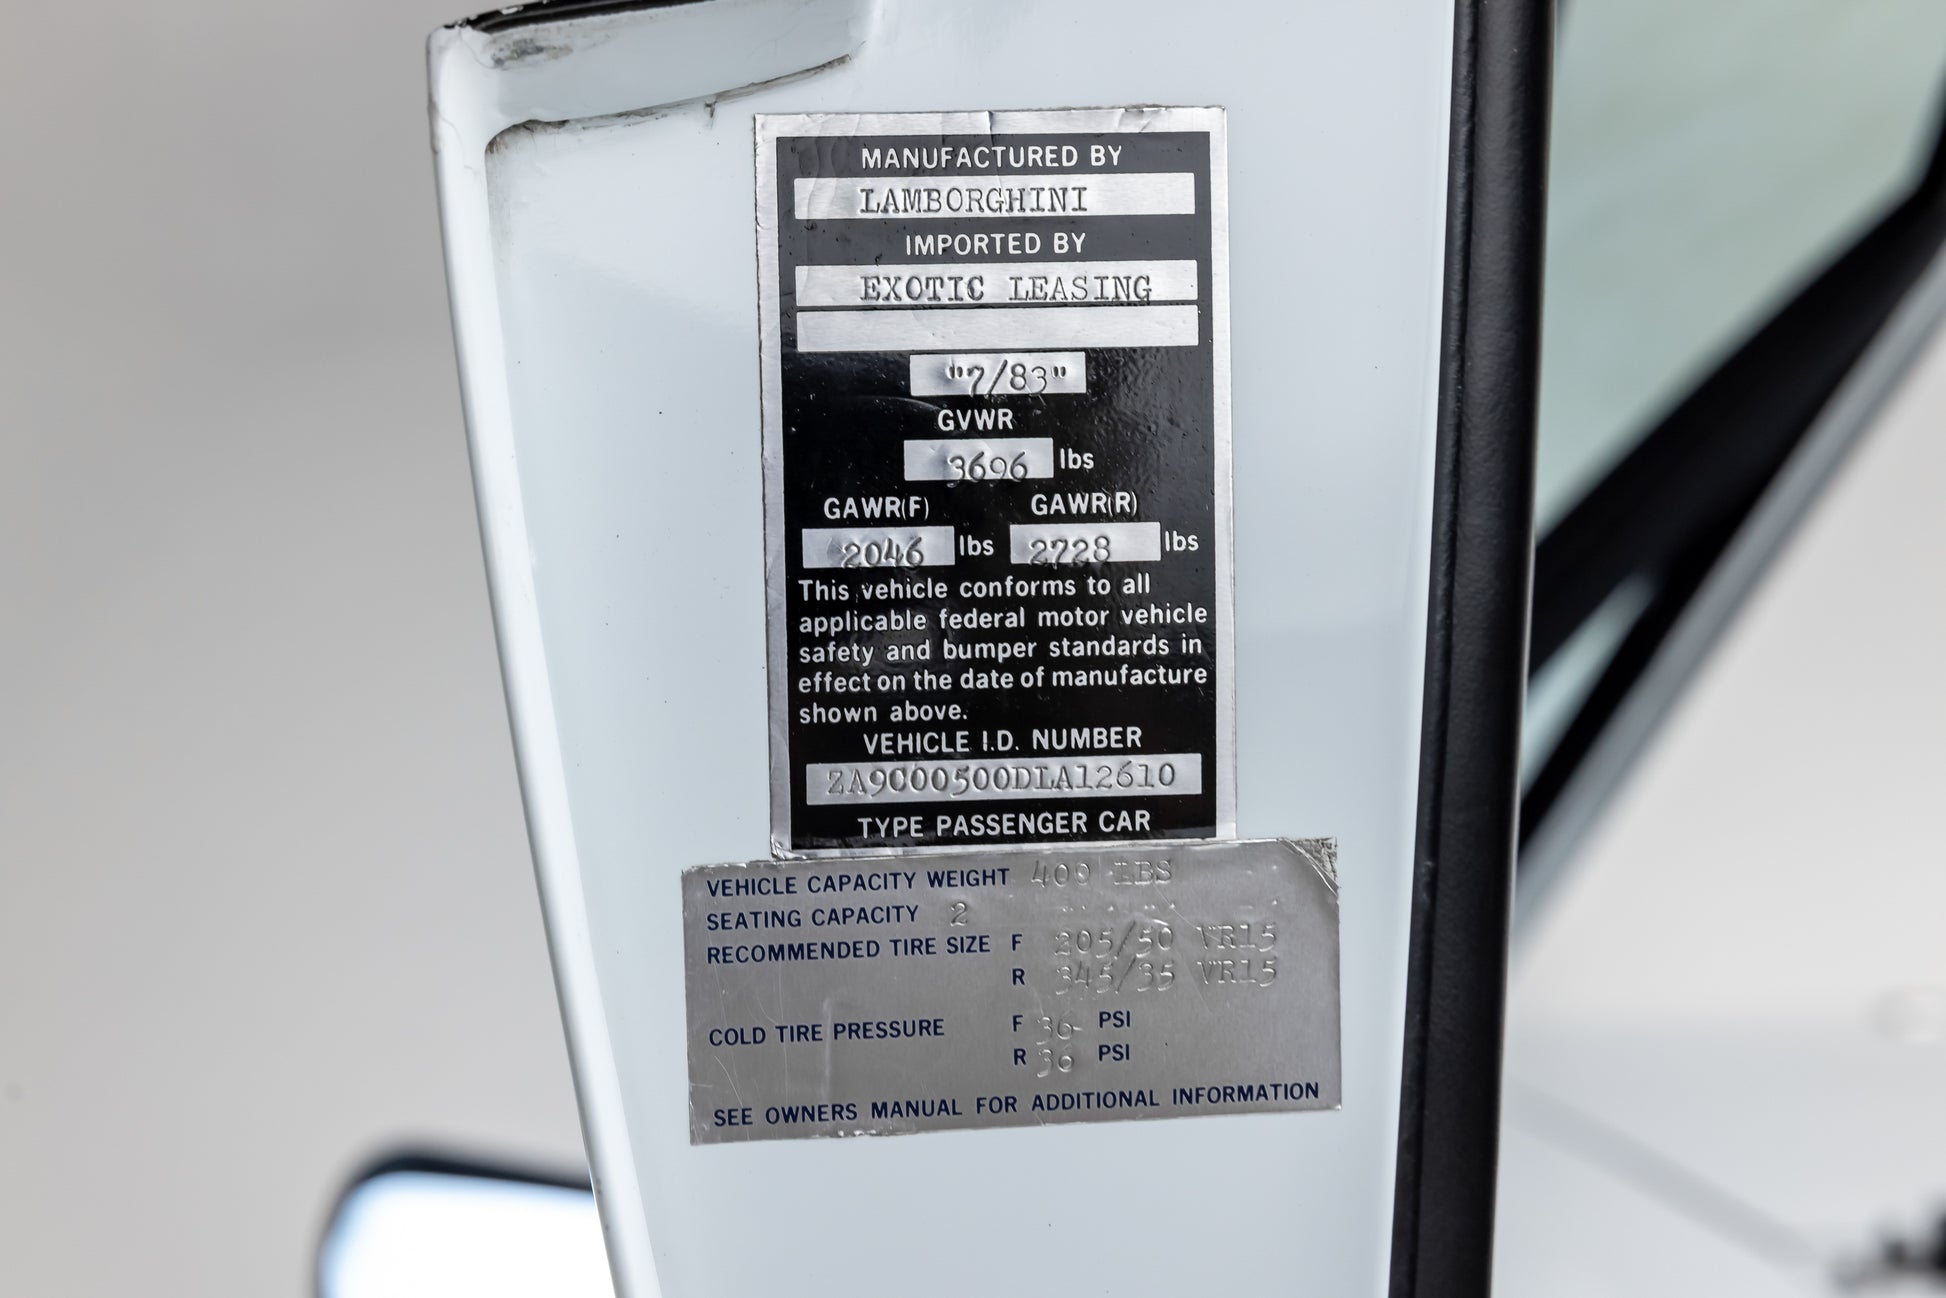 MANUFACTURED BY
LAMBORGHINI
IMPORTED BY
EXOTIC LEASING
"7/83"
GVWR
3696 lbs
GAWR(F) GAWR(R)
2046 lbs 2728 lbs
This vehicle conforms to all
applicable federal motor vehicle
safety and bumper standards in
effect on the date of manufacture
shown above.
VEHICLE I.D. NUMBER
ZA9C00500DLA12610
TYPE PASSENGER CAR
VEHICLE CAPACITY WEIGHT 400 LBS
SEATING CAPACITY 2
RECOMMENDED TIRE SIZE F 205/50 VR15
R 345/35 VR15
COLD TIRE PRESSURE F 36 PSI
R 36 PSI
SEE OWNERS MANUAL FOR ADDITIONAL INFORMATION